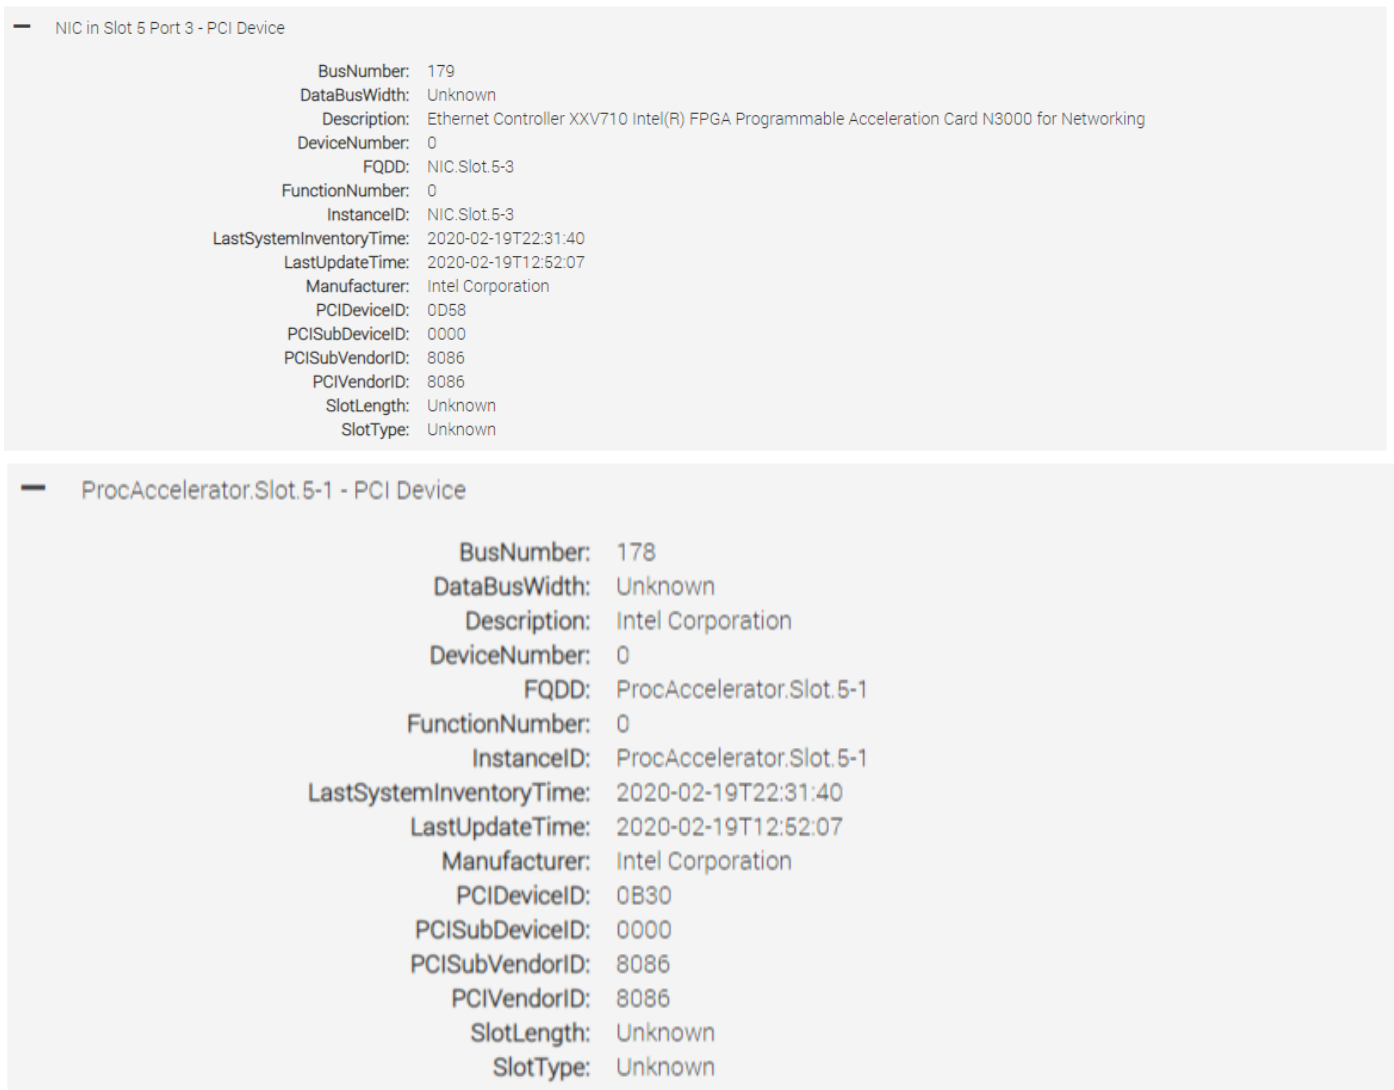 NIC in Slot 5 Port 3 - PCI Device
BusNumber: 179
DataBusWidth: Unknown
Description: Ethernet Controller XXV710 Intel(R) FPGA Programmable Acceleration Card N3000 for Networking
DeviceNumber: 0
FQDD: NIC.Slot.5-3
FunctionNumber: 0
InstanceID: NIC.Slot.5-3
LastSystemInventoryTime: 2020-02-19T22:31:40
LastUpdateTime: 2020-02-19T12:52:07
Manufacturer: Intel Corporation
PCIDeviceID: 0D58
PCISubDeviceID: 0000
PCISubVendorID: 8086
PCIVendorID: 8086
SlotLength: Unknown
SlotType: Unknown
ProcAccelerator.Slot.5-1 - PCI Device
BusNumber: 178
DataBusWidth: Unknown
Description: Intel Corporation
DeviceNumber: 0
FQDD: ProcAccelerator.Slot.5-1
FunctionNumber: 0
InstanceID: ProcAccelerator.Slot.5-1
LastSystemInventoryTime: 2020-02-19T22:31:40
LastUpdateTime: 2020-02-19T12:52:07
Manufacturer: Intel Corporation
PCIDeviceID: 0B30
PCISubDeviceID: 0000
PCISubVendorID: 8086
PCIVendorID: 8086
SlotLength: Unknown
SlotType: Unknown